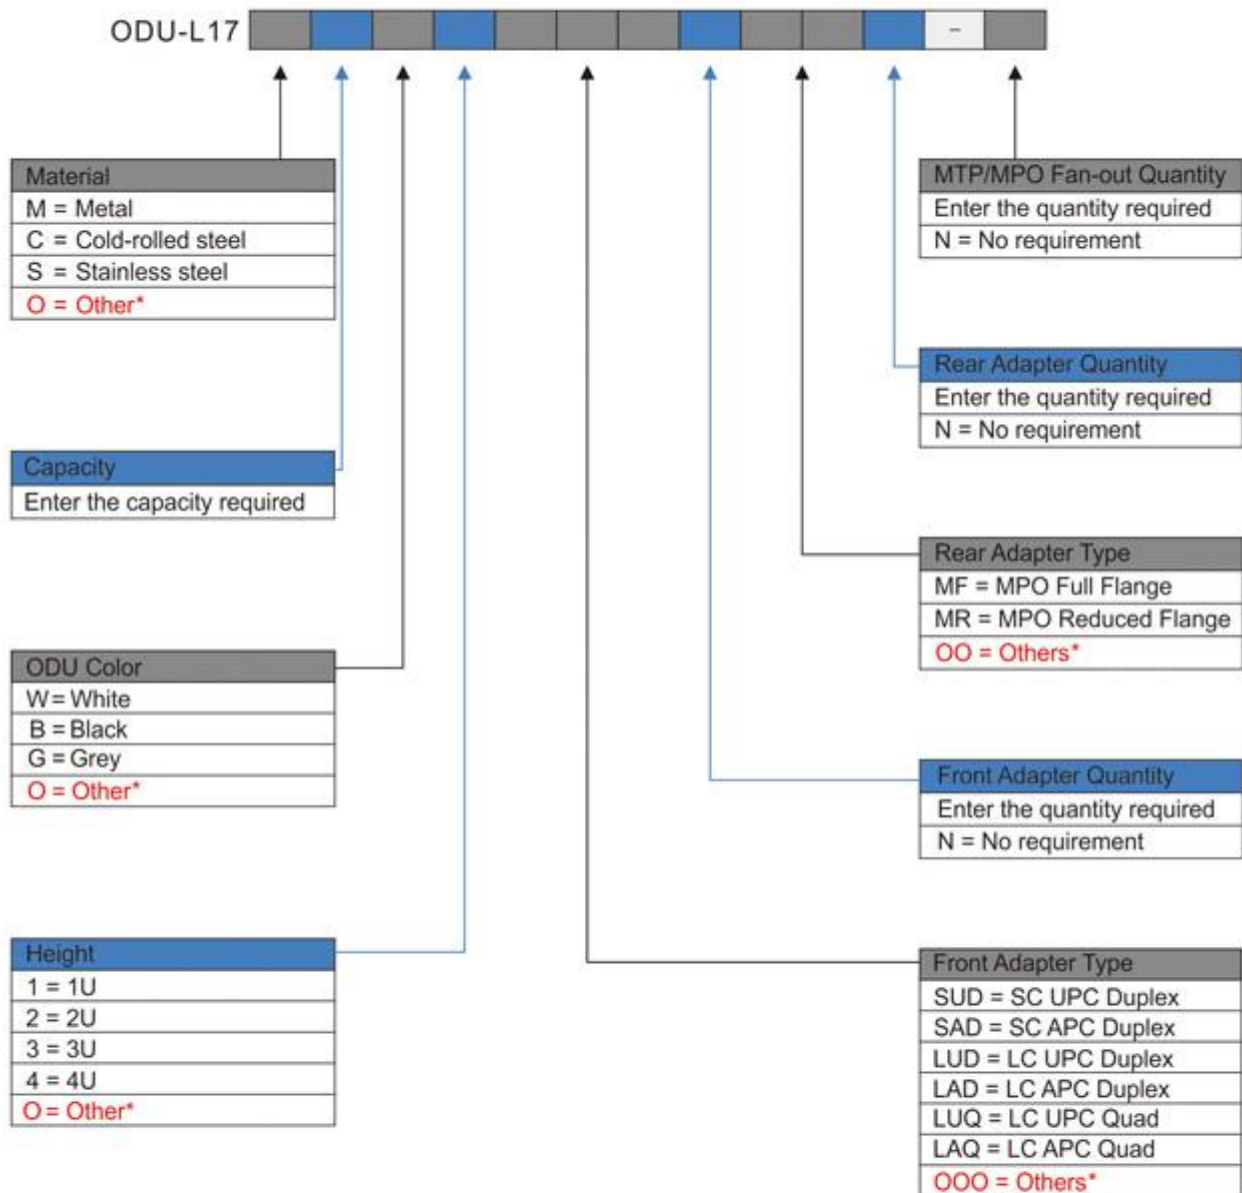 ODU-L17 -
Material
M = Metal
C = Cold-rolled steel
S = Stainless steel
O = Other*
Capacity
Enter the capacity required
ODU Color
W = White
B = Black
G = Grey
O = Other*
Height
1 = 1U
2 = 2U
3 = 3U
4 = 4U
O = Other*
MTP/MPO Fan-out Quantity
Enter the quantity required
N = No requirement
Rear Adapter Quantity
Enter the quantity required
N = No requirement
Rear Adapter Type
MF = MPO Full Flange
MR = MPO Reduced Flange
OO = Others*
Front Adapter Quantity
Enter the quantity required
N = No requirement
Front Adapter Type
SUD = SC UPC Duplex
SAD = SC APC Duplex
LUD = LC UPC Duplex
LAD = LC APC Duplex
LUQ = LC UPC Quad
LAQ = LC APC Quad
OOO = Others*